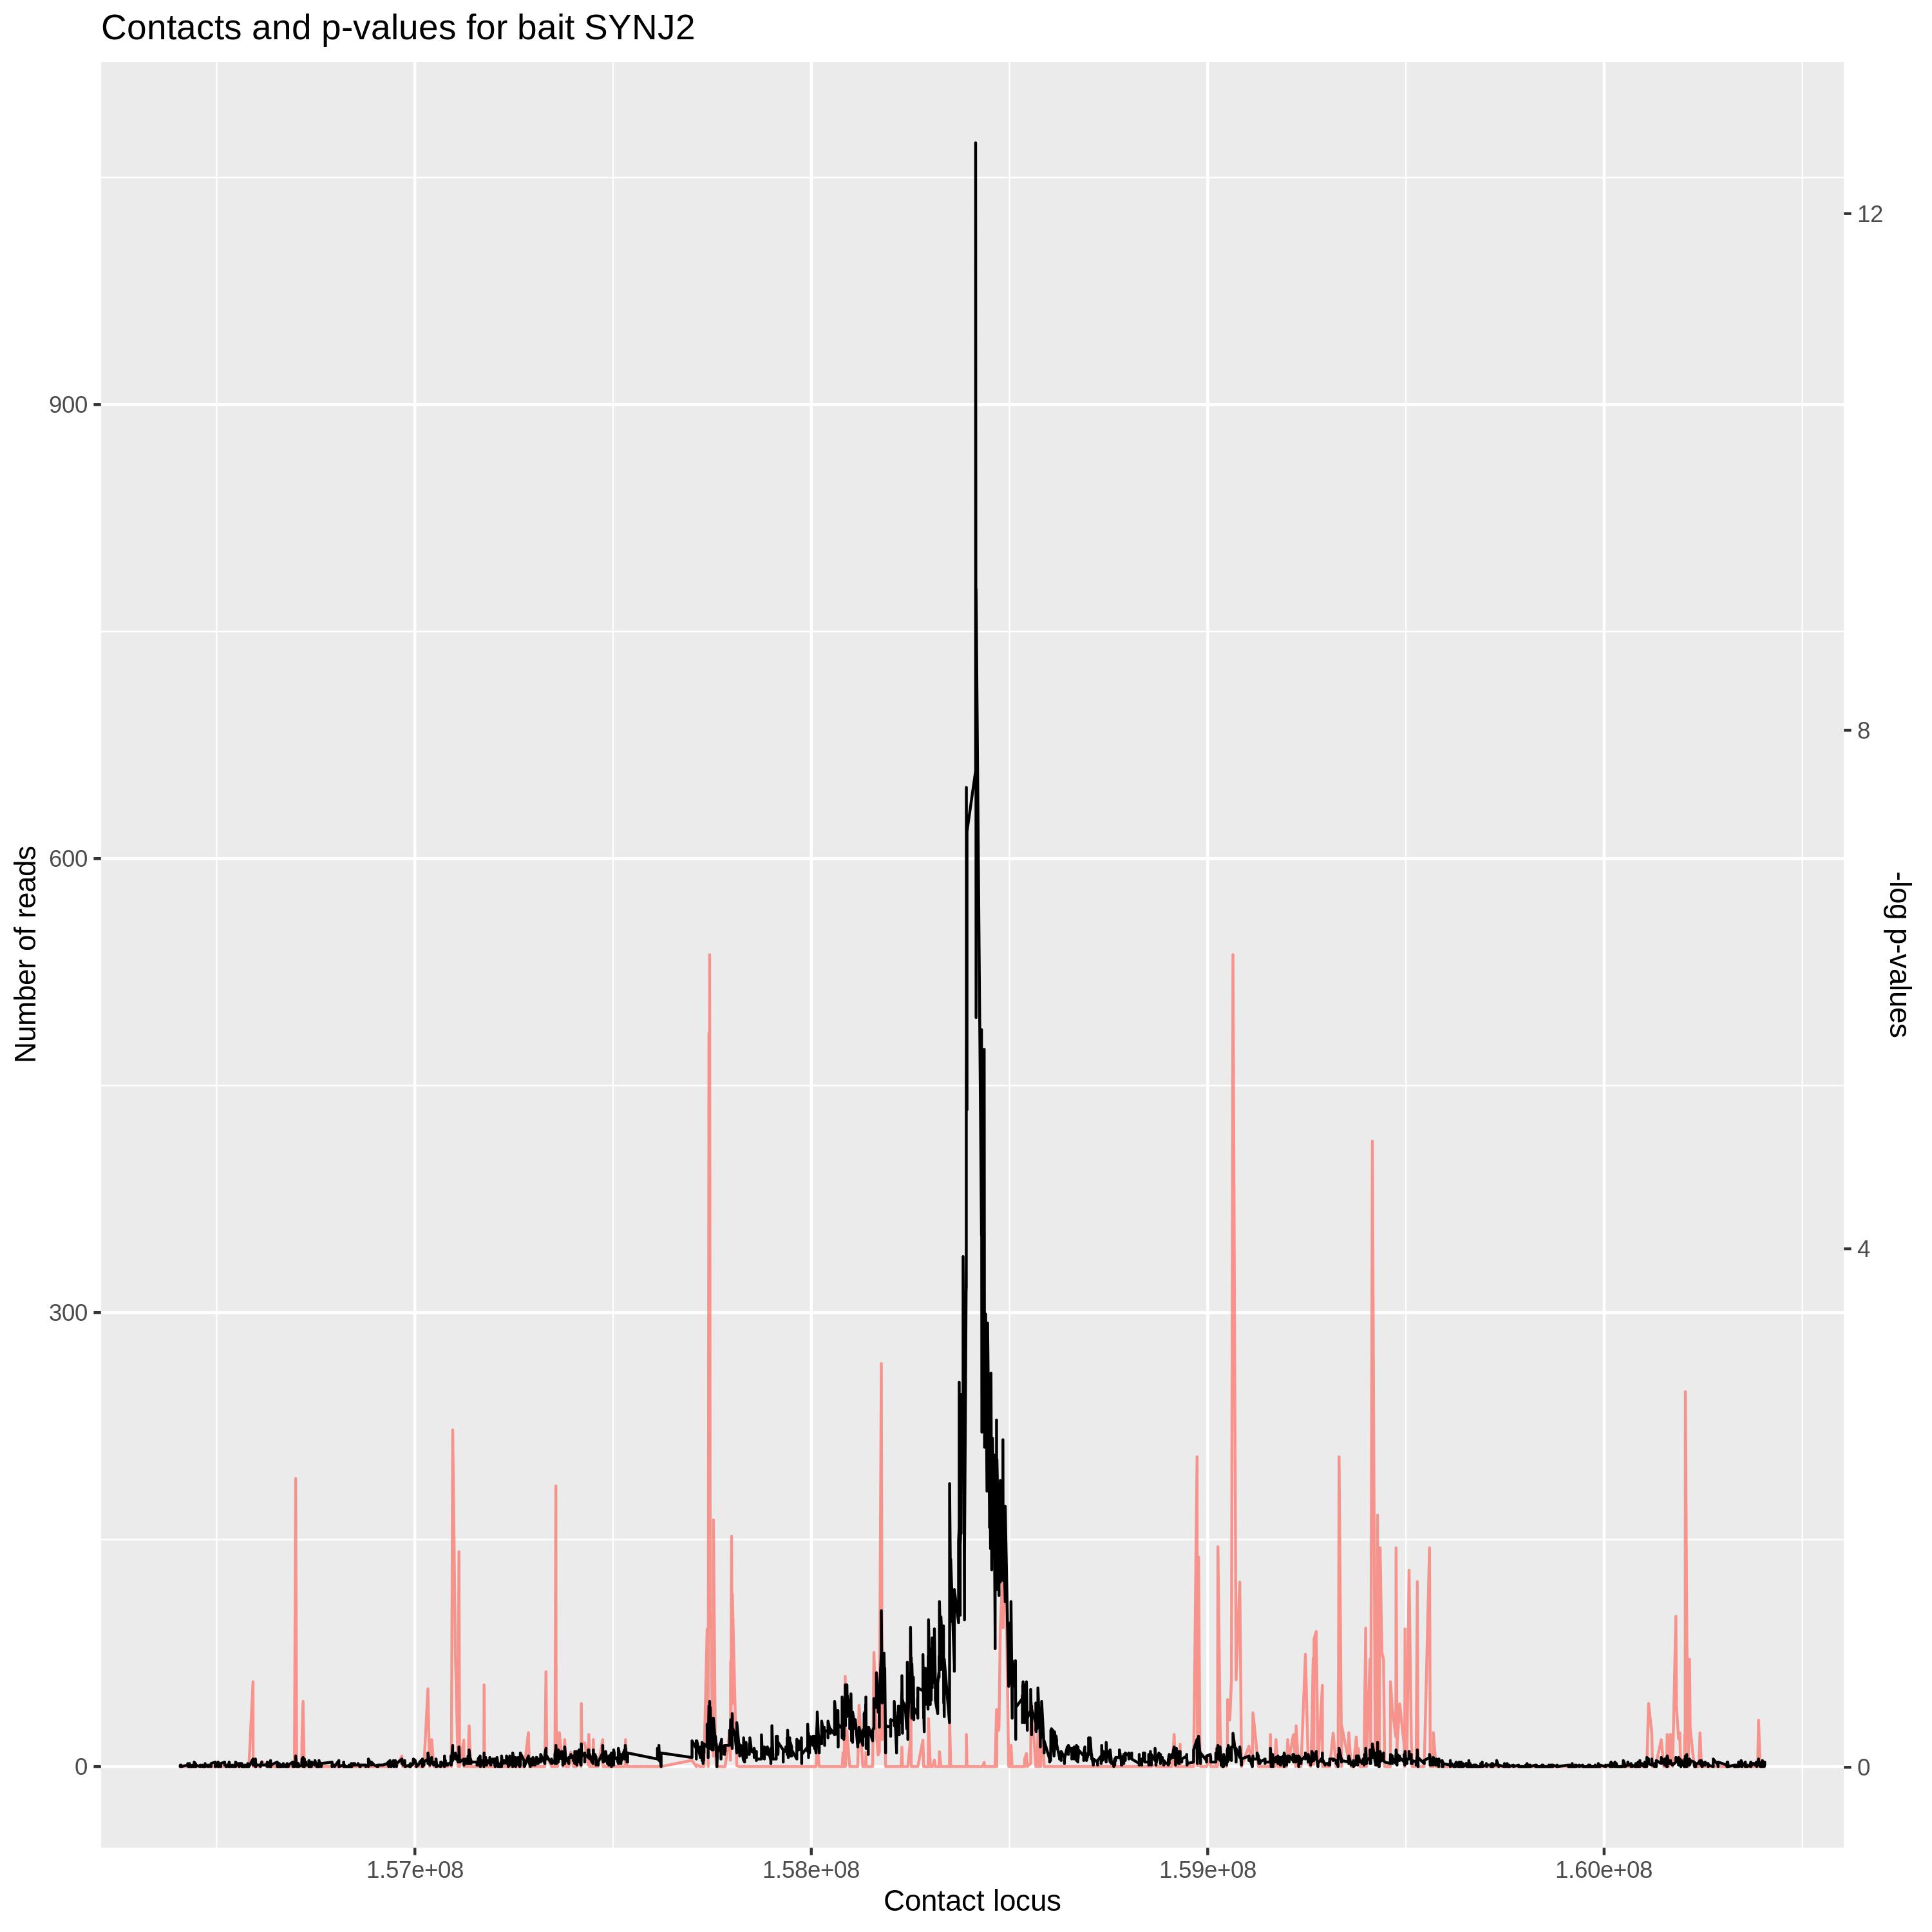 Contacts and p-values for bait SYNJ2
Number of reads
900
600
300
0
12
8
4
0
-log p-values
1.57e+08
1.58e+08
1.59e+08
1.60e+08
Contact locus